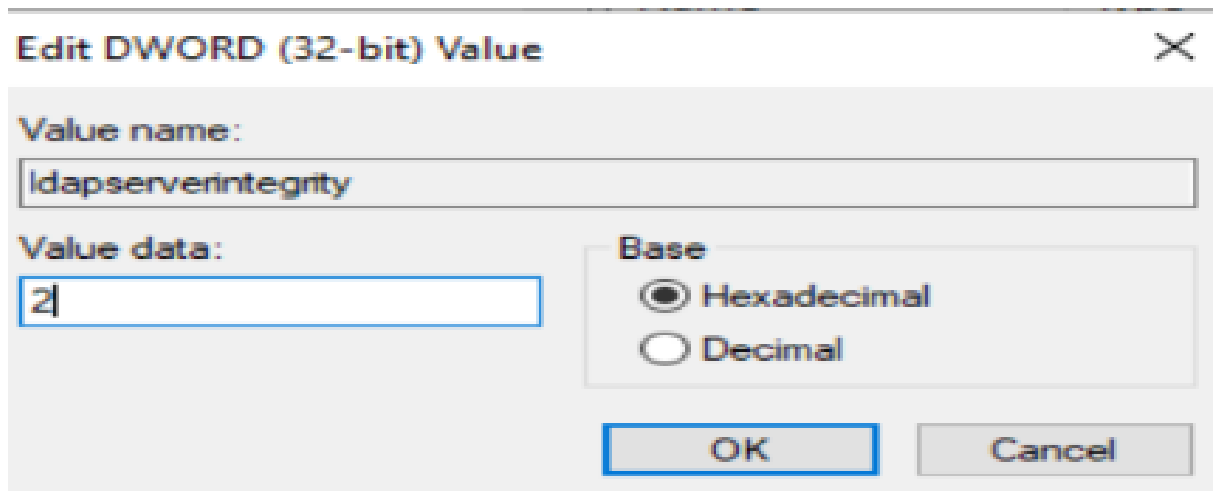 Edit DWORD (32-bit) Value
Value name:
ldapserverintegrity
Value data:
Base
2
Hexadecimal
Decimal
OK
Cancel